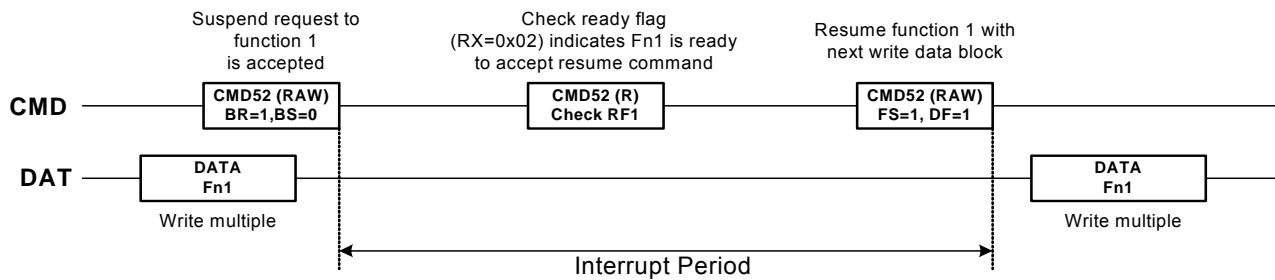 Suspend request to
function 1
is accepted
Check ready flag
(RX=0x02) indicates Fn1 is ready
to accept resume command
Resume function 1 with
next write data block
CMD
CMD52 (RAW)
BR=1,BS=0
CMD52 (R)
Check RF1
CMD52 (RAW)
FS=1, DF=1
DAT
DATA
Fn1
DATA
Fn1
Write multiple
Write multiple
Interrupt Period